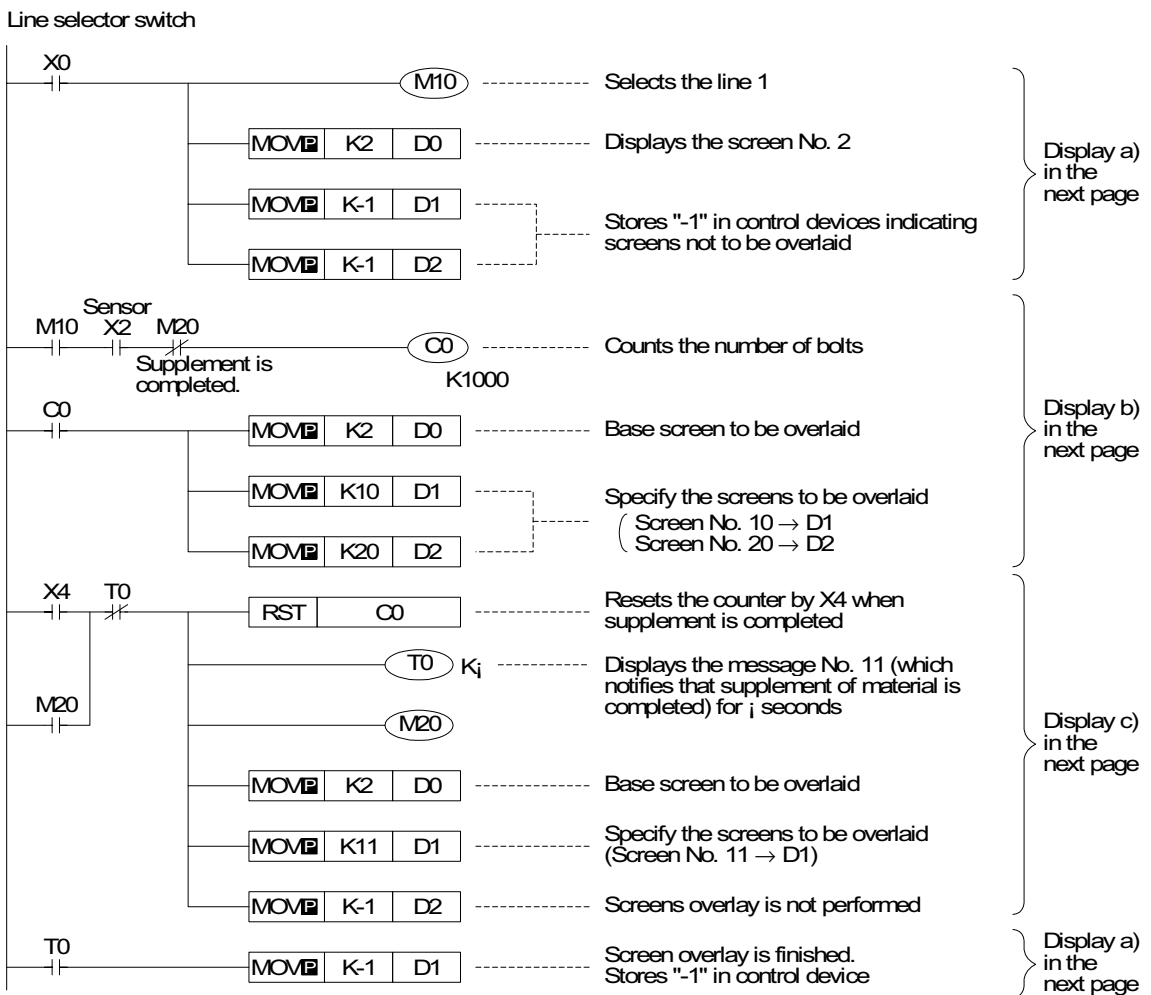 Line selector switch
X0
M10
Selects the line 1
MOVP K2 D0
Displays the screen No. 2
Display a)
in the
next page
MOVP K-1 D1
Stores "-1" in control devices indicating
screens not to be overlaid
MOVP K-1 D2
Sensor
M10 X2 M20
C0
Counts the number of bolts
Supplement is
completed.
K1000
C0
MOVP K2 D0
Base screen to be overlaid
Display b)
in the
next page
MOVP K10 D1
Specify the screens to be overlaid
( Screen No. 10 → D1
( Screen No. 20 → D2
MOVP K20 D2
X4 T0
RST C0
Resets the counter by X4 when
supplement is completed
T0 K¡
Displays the message No. 11 (which
notifies that supplement of material is
completed) for ¡ seconds
M20
M20
Display c)
in the
next page
MOVP K2 D0
Base screen to be overlaid
MOVP K11 D1
Specify the screens to be overlaid
(Screen No. 11 → D1)
MOVP K-1 D2
Screens overlay is not performed
T0
MOVP K-1 D1
Screen overlay is finished.
Stores "-1" in control device
Display a)
in the
next page